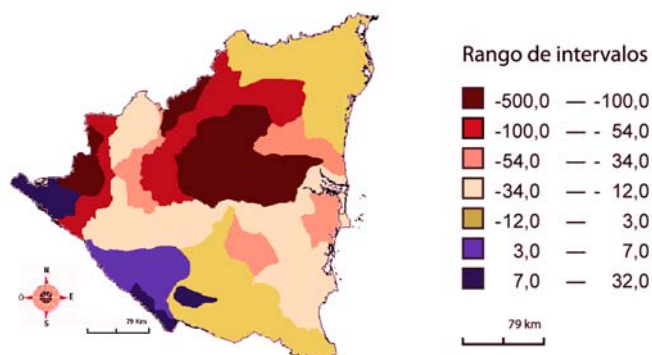 Rango de intervalos
-500,0 — -100,0
-100,0 — - 54,0
-54,0 — - 34,0
-34,0 — - 12,0
-12,0 — 3,0
3,0 — 7,0
7,0 — 32,0
N
O E
S
79 Km
79 km